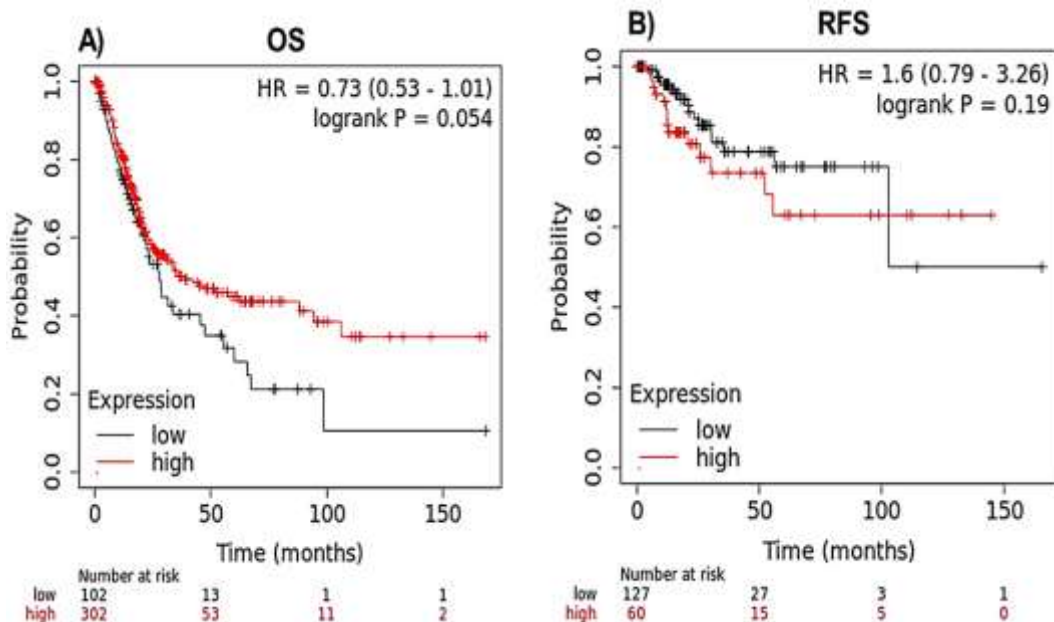 A) OS
HR = 0.73 (0.53 - 1.01)
logrank P = 0.054
Probability
1.0
0.8
0.6
0.4
0.2
0.0
Expression
low
high
0 50 100 150
Time (months)
Number at risk
low 102 13 1 1
high 302 53 11 2
B) RFS
HR = 1.6 (0.79 - 3.26)
logrank P = 0.19
Probability
1.0
0.8
0.6
0.4
0.2
0.0
Expression
low
high
0 50 100 150
Time (months)
Number at risk
low 127 27 3 1
high 60 15 5 0